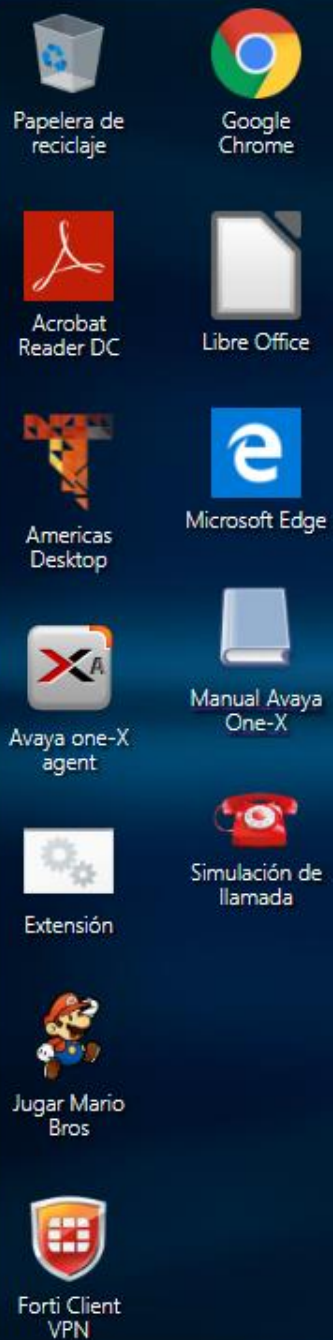 Papelera de
reciclaje
Google
Chrome
Acrobat
Reader DC
Libre Office
Americas
Desktop
Microsoft Edge
Avaya one-X
agent
Manual Avaya
One-X
Extensión
Simulación de
llamada
Jugar Mario
Bros
Forti Client
VPN